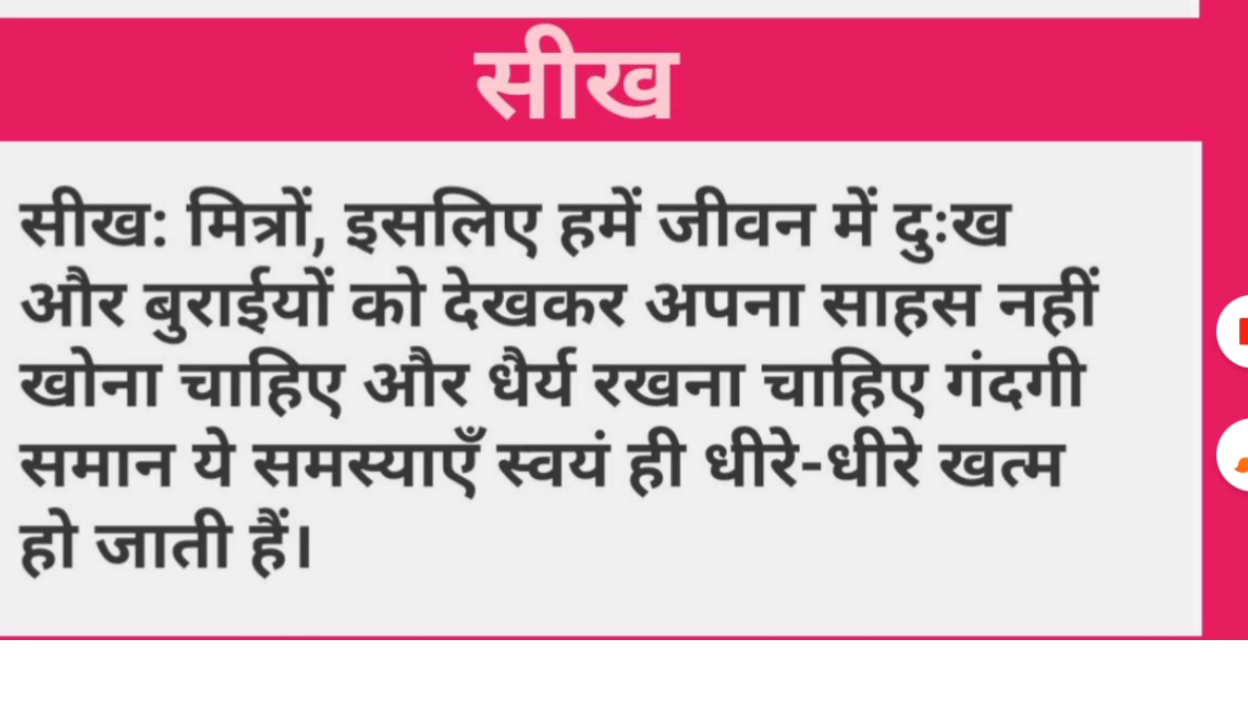 सीख
सीख: मित्रों, इसलिए हमें जीवन में दुःख
और बुराईयों को देखकर अपना साहस नहीं
खोना चाहिए और धैर्य रखना चाहिए गंदगी
समान ये समस्याएँ स्वयं ही धीरे-धीरे खत्म
हो जाती हैं।